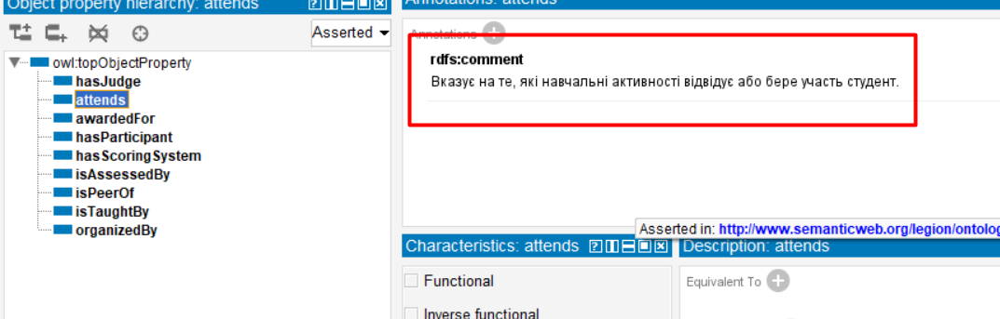 Object property hierarchy: attends
Asserted
owl:topObjectProperty
hasJudge
attends
awardedFor
hasParticipant
hasScoringSystem
isAssessedBy
isPeerOf
isTaughtBy
organizedBy
Annotations: attends
Annotations
rdfs:comment
Вказує на те, які навчальні активності відвідує або бере участь студент.
Asserted in: http://www.semanticweb.org/legion/ontolog
Characteristics: attends
Functional
Inverse functional
Description: attends
Equivalent To